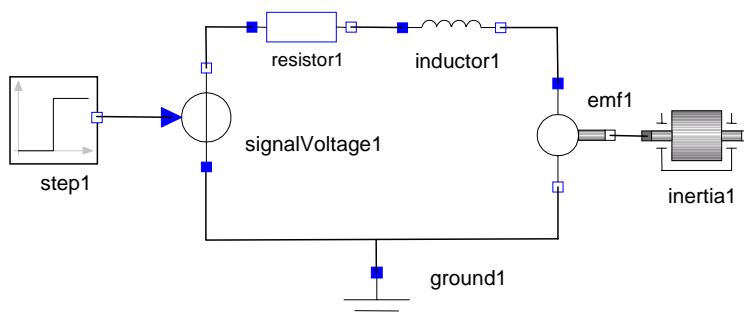 resistor1
inductor1
emf1
signalVoltage1
step1
inertia1
ground1